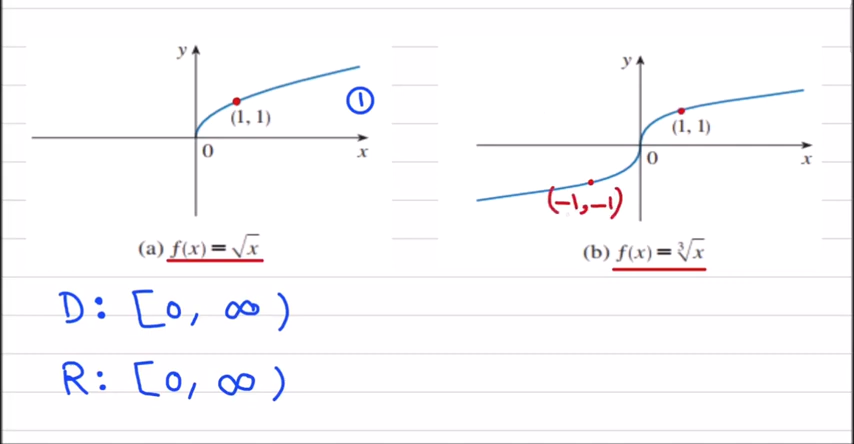 y
①
(1, 1)
0
x
(a) f(x) = √x
y
(1, 1)
0
x
(-1, -1)
(b) f(x) = ∛x
D: [0, ∞)
R: [0, ∞)